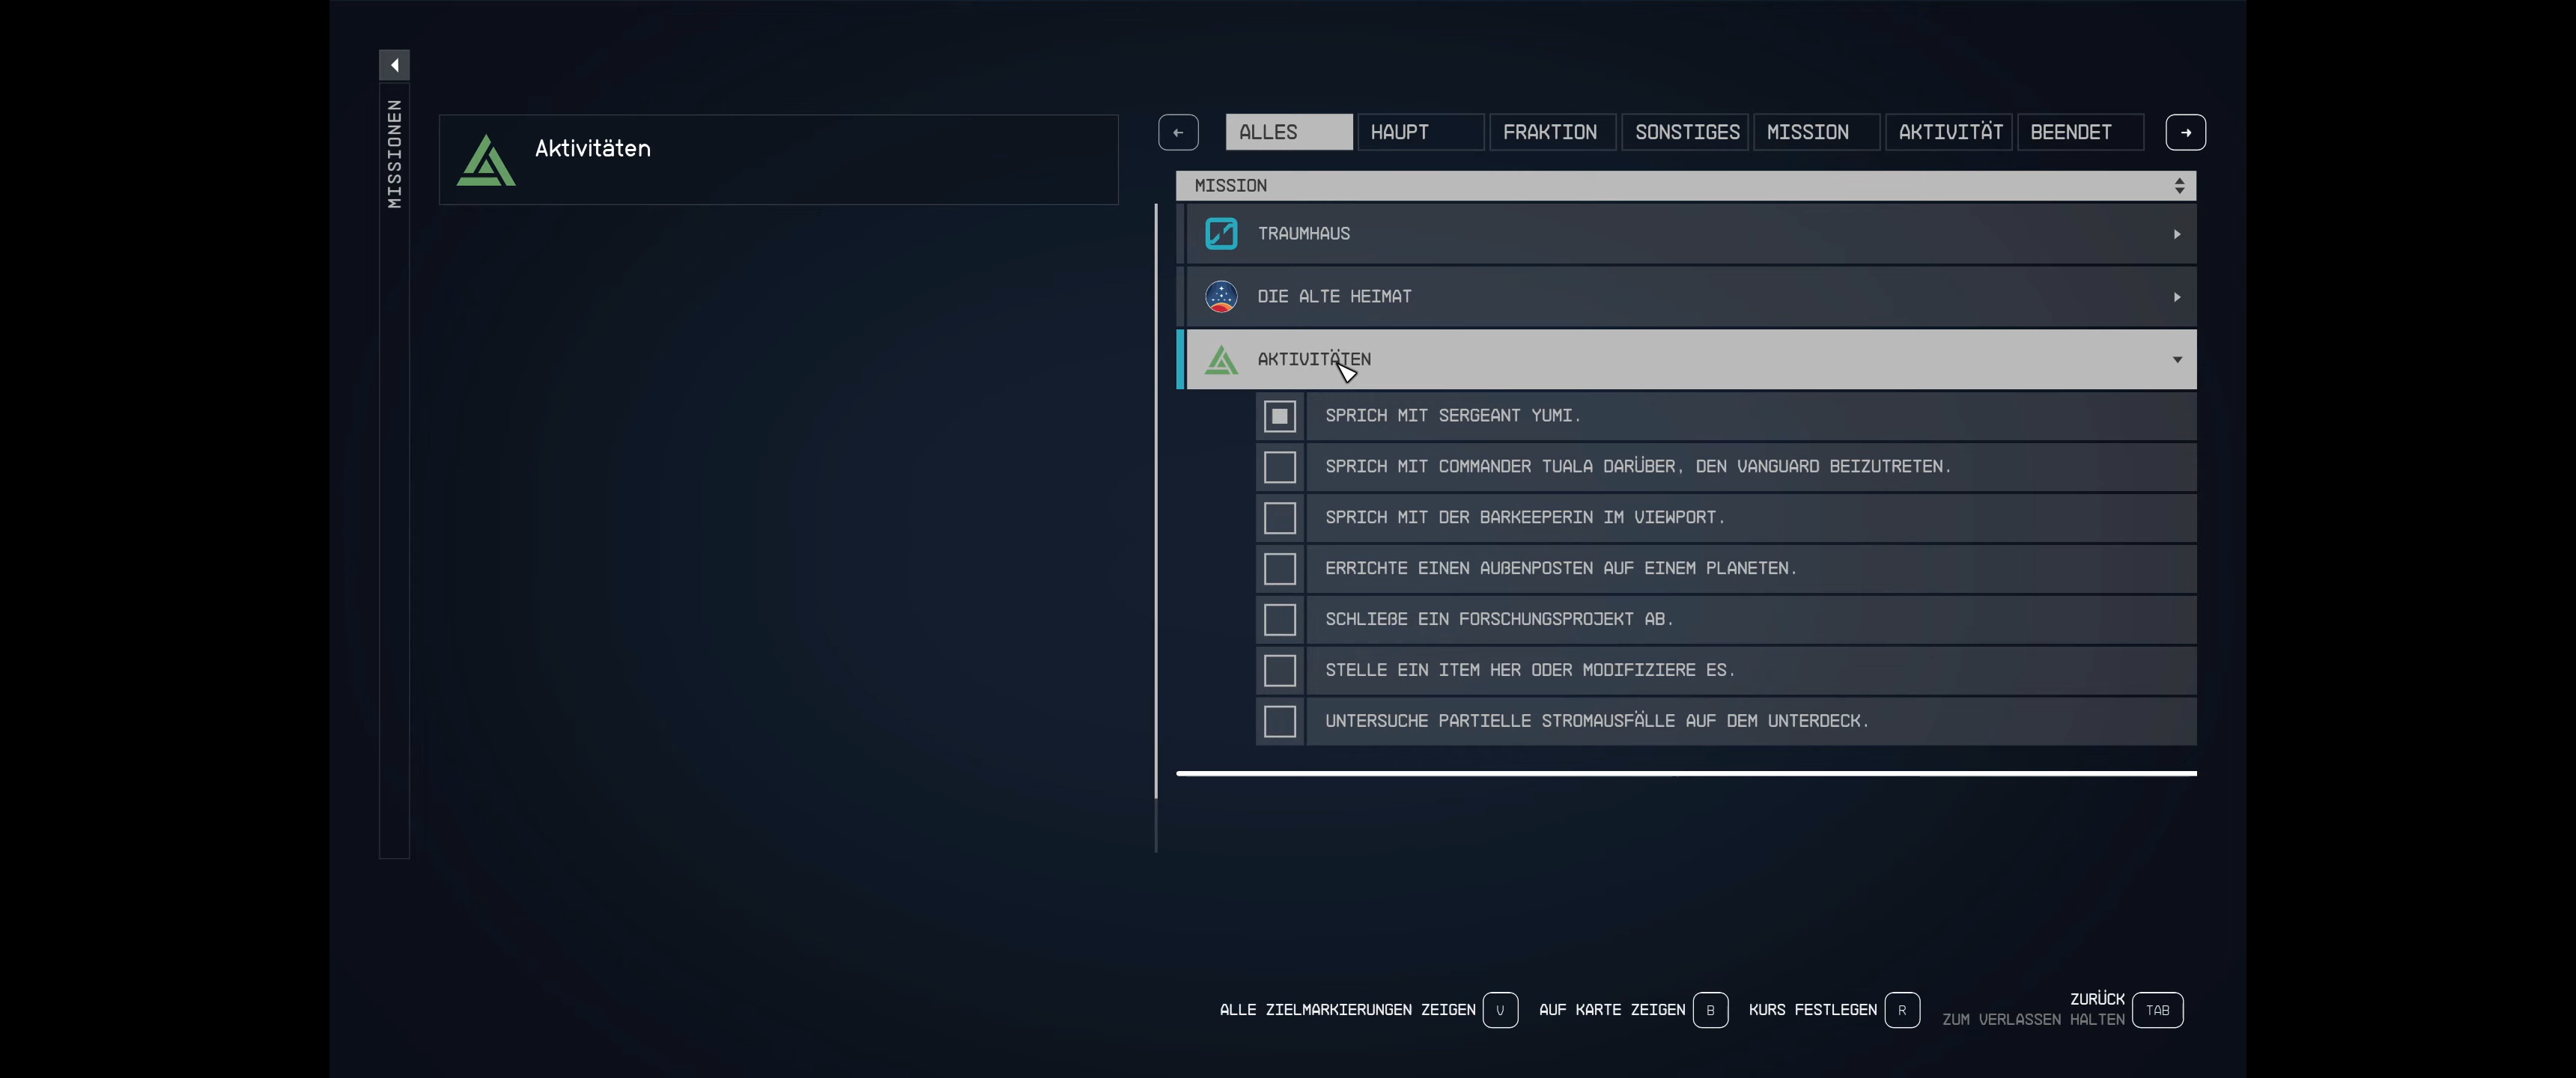 MISSIONEN
Aktivitäten
ALLES HAUPT FRAKTION SONSTIGES MISSION AKTIVITÄT BEENDET
MISSION
TRAUMHAUS
DIE ALTE HEIMAT
AKTIVITÄTEN
SPRICH MIT SERGEANT YUMI.
SPRICH MIT COMMANDER TUALA DARÜBER, DEN VANGUARD BEIZUTRETEN.
SPRICH MIT DER BARKEEPERIN IM VIEWPORT.
ERRICHTE EINEN AUßENPOSTEN AUF EINEM PLANETEN.
SCHLIEßE EIN FORSCHUNGSPROJEKT AB.
STELLE EIN ITEM HER ODER MODIFIZIERE ES.
UNTERSUCHE PARTIELLE STROMAUSFÄLLE AUF DEM UNTERDECK.
ALLE ZIELMARKIERUNGEN ZEIGEN V AUF KARTE ZEIGEN B KURS FESTLEGEN R ZURÜCK TAB
ZUM VERLASSEN HALTEN